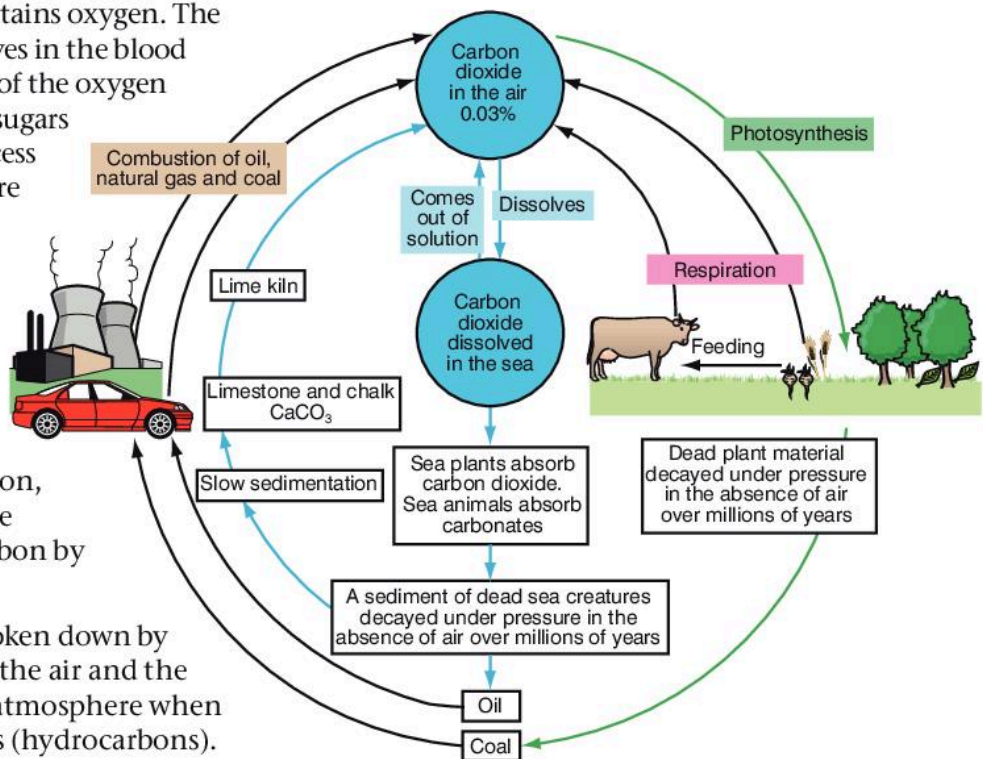 tains oxygen. The
ves in the blood
of the oxygen
sugars
cess
re
Carbon
dioxide
in the air
0.03%
Photosynthesis
Combustion of oil,
natural gas and coal
Comes
out of
solution
Dissolves
Respiration
Lime kiln
Carbon
dioxide
dissolved
in the sea
Feeding
Limestone and chalk
CaCO₃
Slow sedimentation
Sea plants absorb
carbon dioxide.
Sea animals absorb
carbonates
Dead plant material
decayed under pressure
in the absence of air
over millions of years
on,
e
bon by
A sediment of dead sea creatures
decayed under pressure in the
absence of air over millions of years
oken down by
the air and the
atmosphere when
s (hydrocarbons).
Oil
Coal